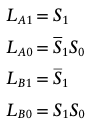 L_{A1} = S_1
L_{A0} = \overline{S}_1 S_0
L_{B1} = \overline{S}_1
L_{B0} = S_1 S_0